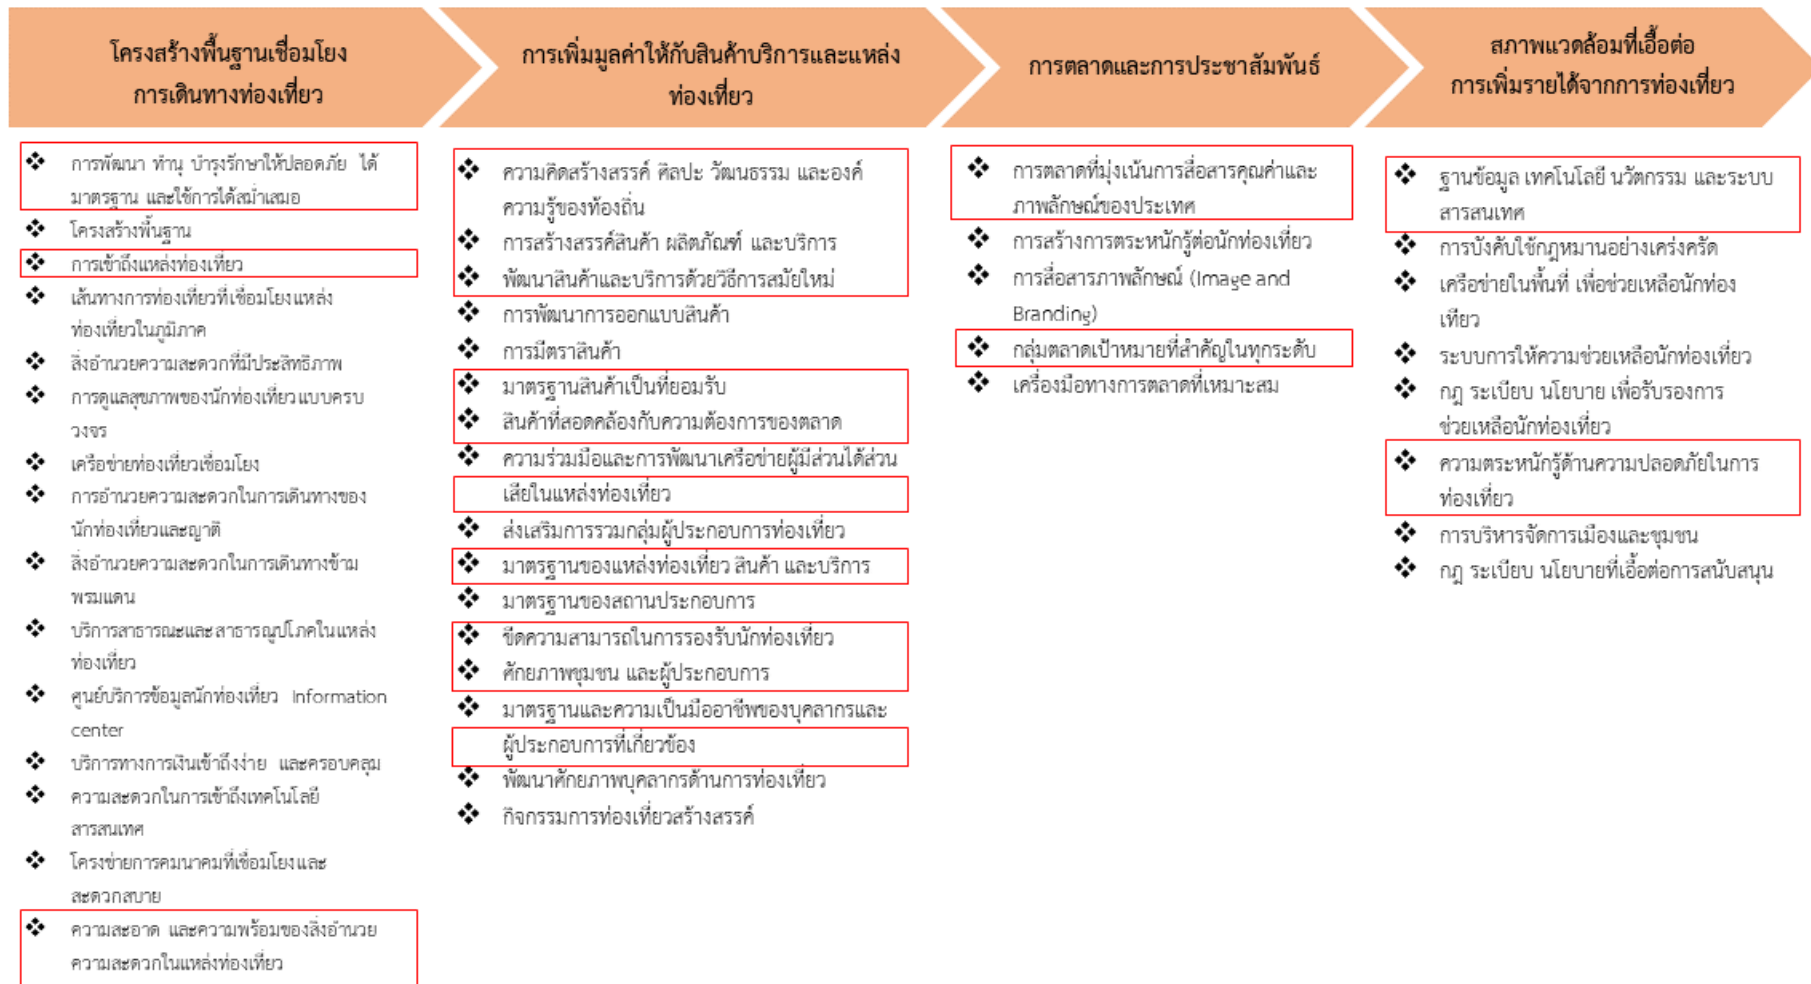 โครงสร้างพื้นฐานเชื่อมโยง
การเดินทางท่องเที่ยว
การพัฒนา ทำนุ บำรุงรักษาให้ปลอดภัย ได้
มาตรฐาน และใช้การได้สม่ำเสมอ
โครงสร้างพื้นฐาน
การเข้าถึงแหล่งท่องเที่ยว
เส้นทางการท่องเที่ยวที่เชื่อมโยงแหล่ง
ท่องเที่ยวในภูมิภาค
สิ่งอำนวยความสะดวกที่มีประสิทธิภาพ
การดูแลสุขภาพของนักท่องเที่ยวแบบครบ
วงจร
เครือข่ายท่องเที่ยวเชื่อมโยง
การอำนวยความสะดวกในการเดินทางของ
นักท่องเที่ยวและญาติ
สิ่งอำนวยความสะดวกในการเดินทางข้าม
พรมแดน
บริการสาธารณะและสาธารณูปโภคในแหล่ง
ท่องเที่ยว
ศูนย์บริการข้อมูลนักท่องเที่ยว Information
center
บริการทางการเงินเข้าถึงง่าย และครอบคลุม
ความสะดวกในการเข้าถึงเทคโนโลยี
สารสนเทศ
โครงข่ายการคมนาคมที่เชื่อมโยงและ
สะดวกสบาย
ความสะอาด และความพร้อมของสิ่งอำนวย
ความสะดวกในแหล่งท่องเที่ยว
การเพิ่มมูลค่าให้กับสินค้าบริการและแหล่ง
ท่องเที่ยว
ความคิดสร้างสรรค์ ศิลปะ วัฒนธรรม และองค์
ความรู้ของท้องถิ่น
การสร้างสรรค์สินค้า ผลิตภัณฑ์ และบริการ
พัฒนาสินค้าและบริการด้วยวิธีการสมัยใหม่
การพัฒนาการออกแบบสินค้า
การมีตราสินค้า
มาตรฐานสินค้าเป็นที่ยอมรับ
สินค้าที่สอดคล้องกับความต้องการของตลาด
ความร่วมมือและการพัฒนาเครือข่ายผู้มีส่วนได้ส่วน
เสียในแหล่งท่องเที่ยว
ส่งเสริมการรวมกลุ่มผู้ประกอบการท่องเที่ยว
มาตรฐานของแหล่งท่องเที่ยว สินค้า และบริการ
มาตรฐานของสถานประกอบการ
ขีดความสามารถในการรองรับนักท่องเที่ยว
ศักยภาพชุมชน และผู้ประกอบการ
มาตรฐานและความเป็นมืออาชีพของบุคลากรและ
ผู้ประกอบการที่เกี่ยวข้อง
พัฒนาศักยภาพบุคลากรด้านการท่องเที่ยว
กิจกรรมการท่องเที่ยวสร้างสรรค์
การตลาดและการประชาสัมพันธ์
การตลาดที่มุ่งเน้นการสื่อสารคุณค่าและ
ภาพลักษณ์ของประเทศ
การสร้างการตระหนักรู้ต่อนักท่องเที่ยว
การสื่อสารภาพลักษณ์ (Image and
Branding)
กลุ่มตลาดเป้าหมายที่สำคัญในทุกระดับ
เครื่องมือทางการตลาดที่เหมาะสม
สภาพแวดล้อมที่เอื้อต่อ
การเพิ่มรายได้จากการท่องเที่ยว
ฐานข้อมูล เทคโนโลยี นวัตกรรม และระบบ
สารสนเทศ
การบังคับใช้กฎหมานอย่างเคร่งครัด
เครือข่ายในพื้นที่ เพื่อช่วยเหลือนักท่อง
เที่ยว
ระบบการให้ความช่วยเหลือนักท่องเที่ยว
กฎ ระเบียบ นโยบาย เพื่อรับรองการ
ช่วยเหลือนักท่องเที่ยว
ความตระหนักรู้ด้านความปลอดภัยในการ
ท่องเที่ยว
การบริหารจัดการเมืองและชุมชน
กฎ ระเบียบ นโยบายที่เอื้อต่อการสนับสนุน